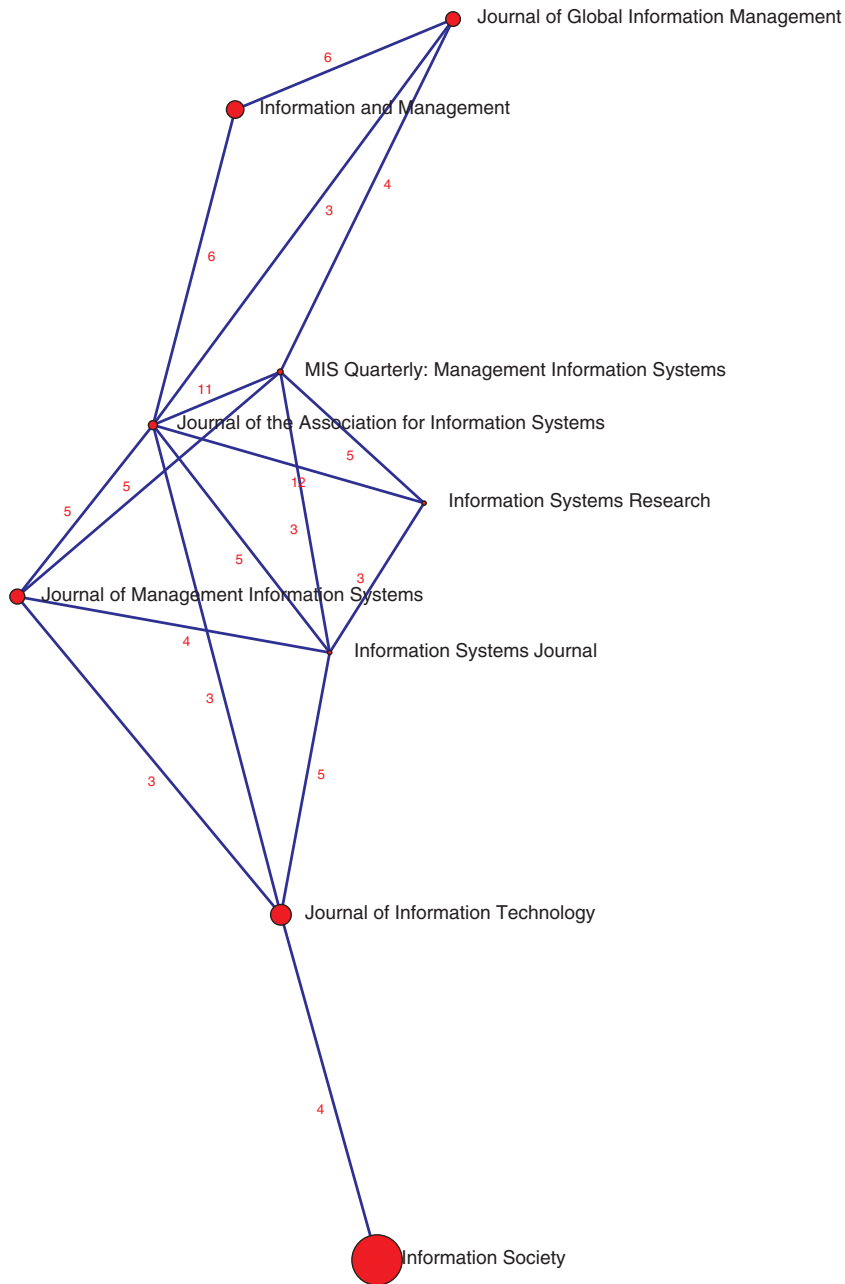 Journal of Global Information Management
6
Information and Management
4
3
6
MIS Quarterly: Management Information Systems
11
Journal of the Association for Information Systems
5
12
5
Information Systems Research
5
3
5
3
Journal of Management Information Systems
4
Information Systems Journal
3
5
3
Journal of Information Technology
4
Information Society